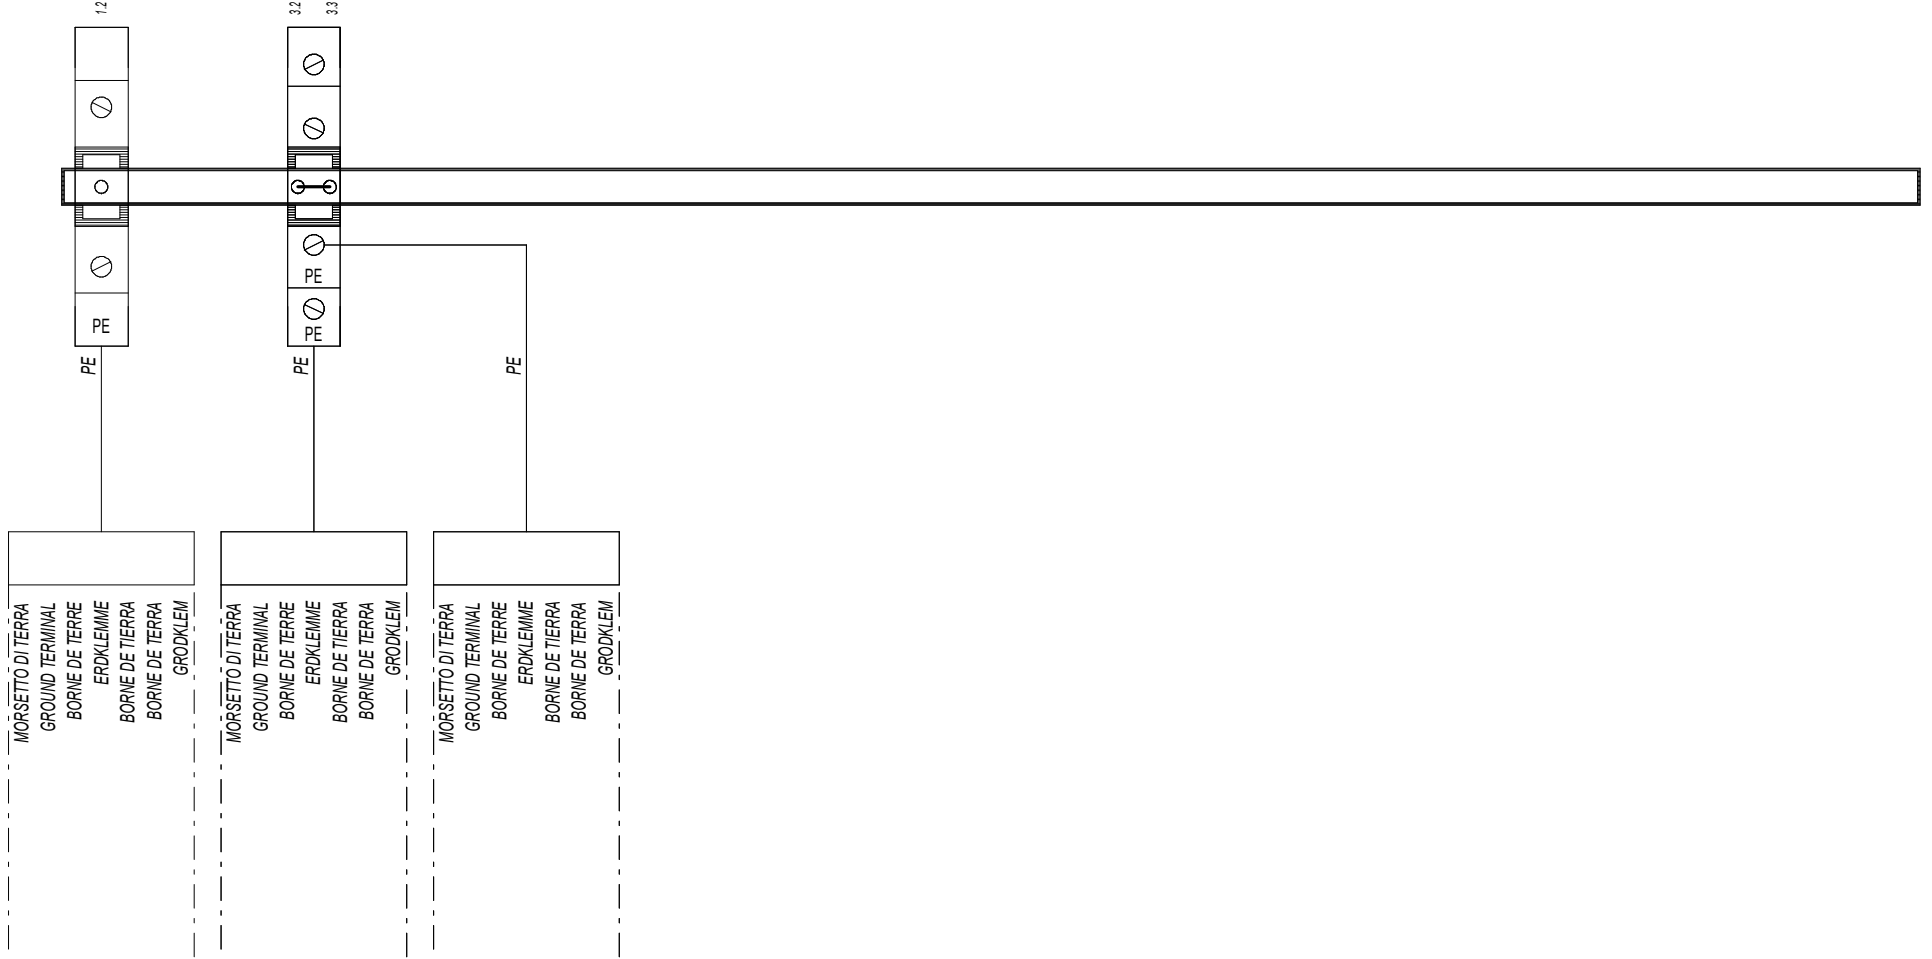 1.2
3.2
3.3
PE
PE
PE
PE
PE
PE
MORSETTO DI TERRA
GROUND TERMINAL
BORNE DE TERRE
ERDKLEMME
BORNE DE TIERRA
BORNE DE TERRA
GRODKLEM
MORSETTO DI TERRA
GROUND TERMINAL
BORNE DE TERRE
ERDKLEMME
BORNE DE TIERRA
BORNE DE TERRA
GRODKLEM
MORSETTO DI TERRA
GROUND TERMINAL
BORNE DE TERRE
ERDKLEMME
BORNE DE TIERRA
BORNE DE TERRA
GRODKLEM